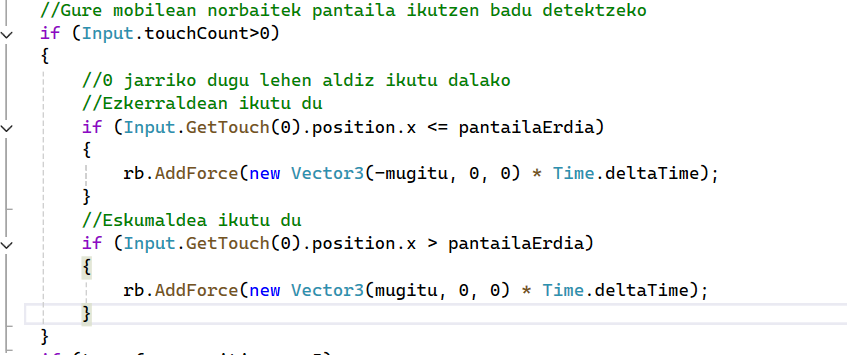 //Gure mobilean norbaitek pantaila ikutzen badu detektzeko
if (Input.touchCount>0)
{
//0 jarriko dugu lehen aldiz ikutu dalako
//Ezkerraldean ikutu du
if (Input.GetTouch(0).position.x <= pantailaErdia)
{
rb.AddForce(new Vector3(-mugitu, 0, 0) * Time.deltaTime);
}
//Eskumaldea ikutu du
if (Input.GetTouch(0).position.x > pantailaErdia)
{
rb.AddForce(new Vector3(mugitu, 0, 0) * Time.deltaTime);
}
}